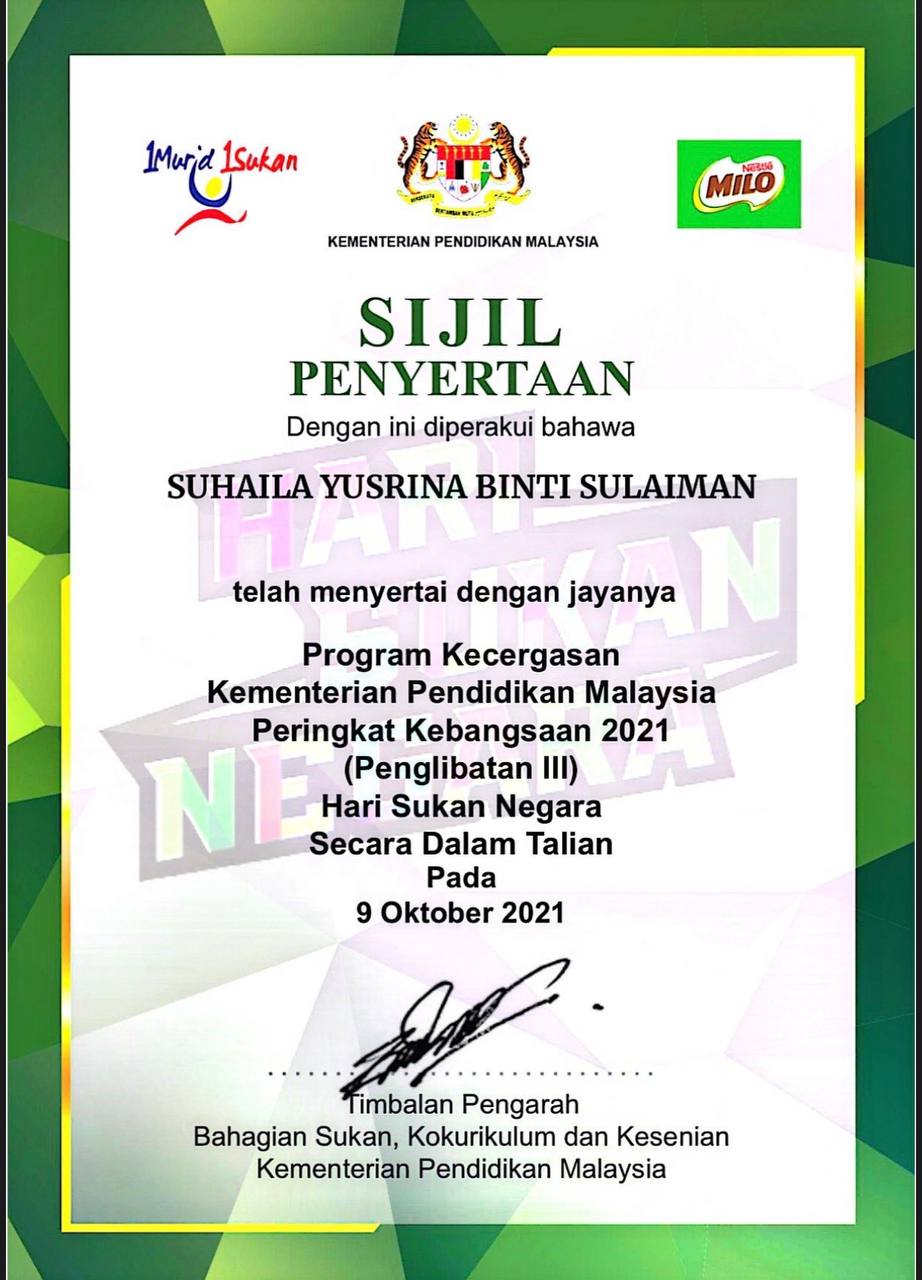 1Murid 1Sukan
BERSEKUTU BERTAMBAH MUTU
Nestlé
MILO
KEMENTERIAN PENDIDIKAN MALAYSIA
SIJIL
PENYERTAAN
Dengan ini diperakui bahawa
SUHAILA YUSRINA BINTI SULAIMAN
HARI
SUKAN
NEGARA
telah menyertai dengan jayanya
Program Kecergasan
Kementerian Pendidikan Malaysia
Peringkat Kebangsaan 2021
(Penglibatan III)
Hari Sukan Negara
Secara Dalam Talian
Pada
9 Oktober 2021
Timbalan Pengarah
Bahagian Sukan, Kokurikulum dan Kesenian
Kementerian Pendidikan Malaysia